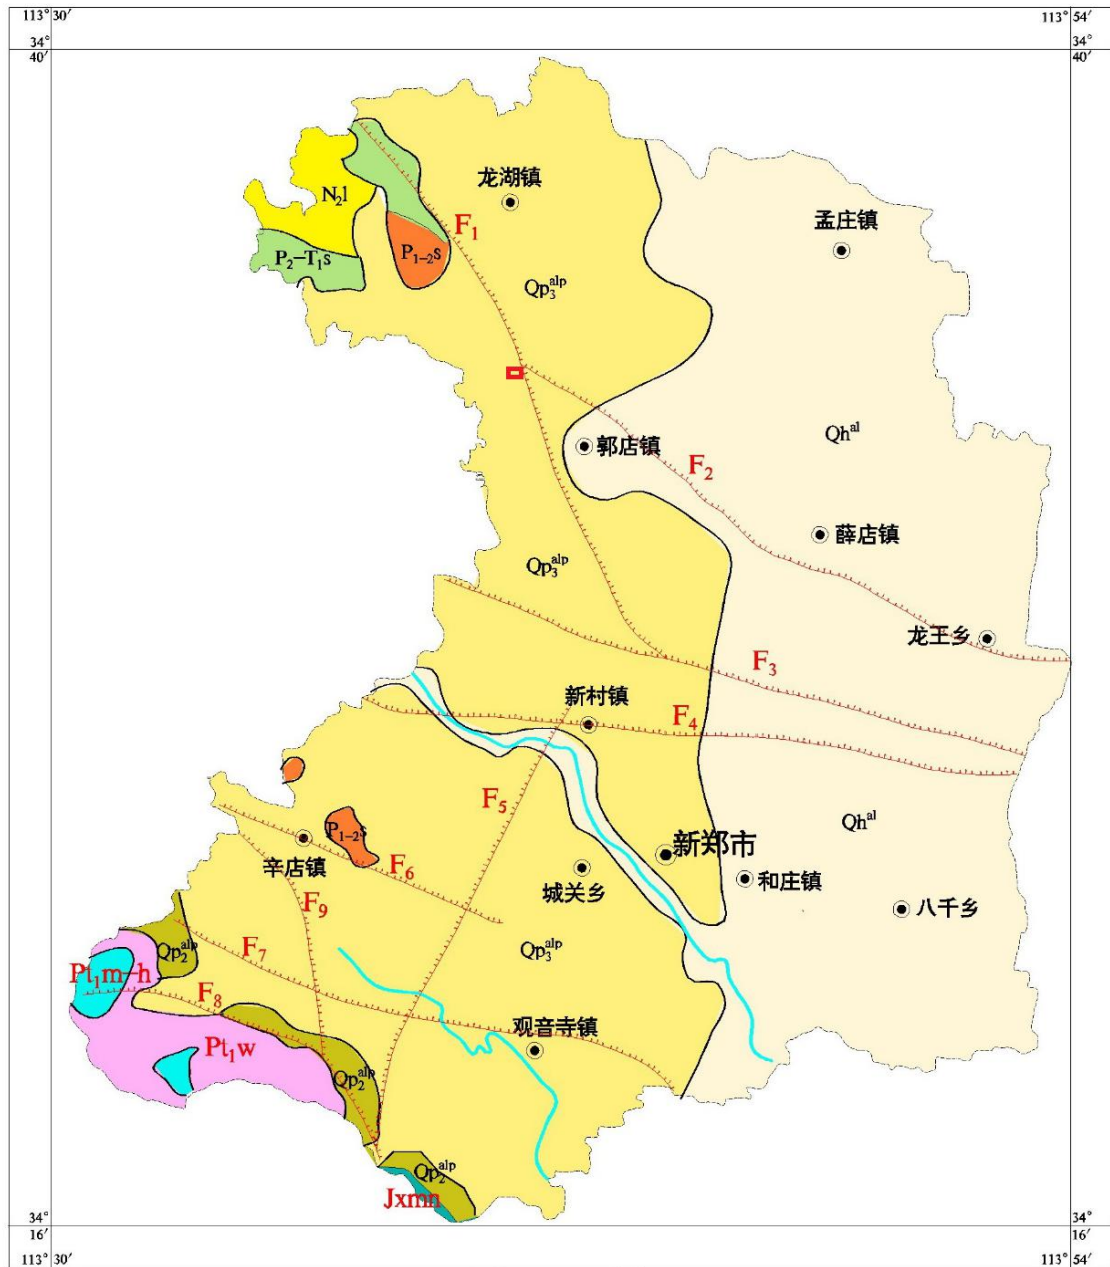 113° 30′
113° 54′
34° 40′
34° 40′
龙湖镇
孟庄镇
N₂l
F₁
P₁₋₂s
P₂−T₁s
Qp₃ᵃˡᵖ
Qhᵃˡ
郭店镇
F₂
薛店镇
Qp₃ᵃˡᵖ
龙王乡
F₃
新村镇
F₄
F₅
Qhᵃˡ
P₁₋₂s
新郑市
辛店镇
F₆
城关乡
和庄镇
F₉
八千乡
Qp₂ᵃˡᵖ
F₇
Qp₃ᵃˡᵖ
Pt₁m−h
F₈
观音寺镇
Pt₁w
Qp₂ᵃˡᵖ
Qp₂ᵃˡᵖ
Jxmn
34° 16′
34° 16′
113° 30′
113° 54′